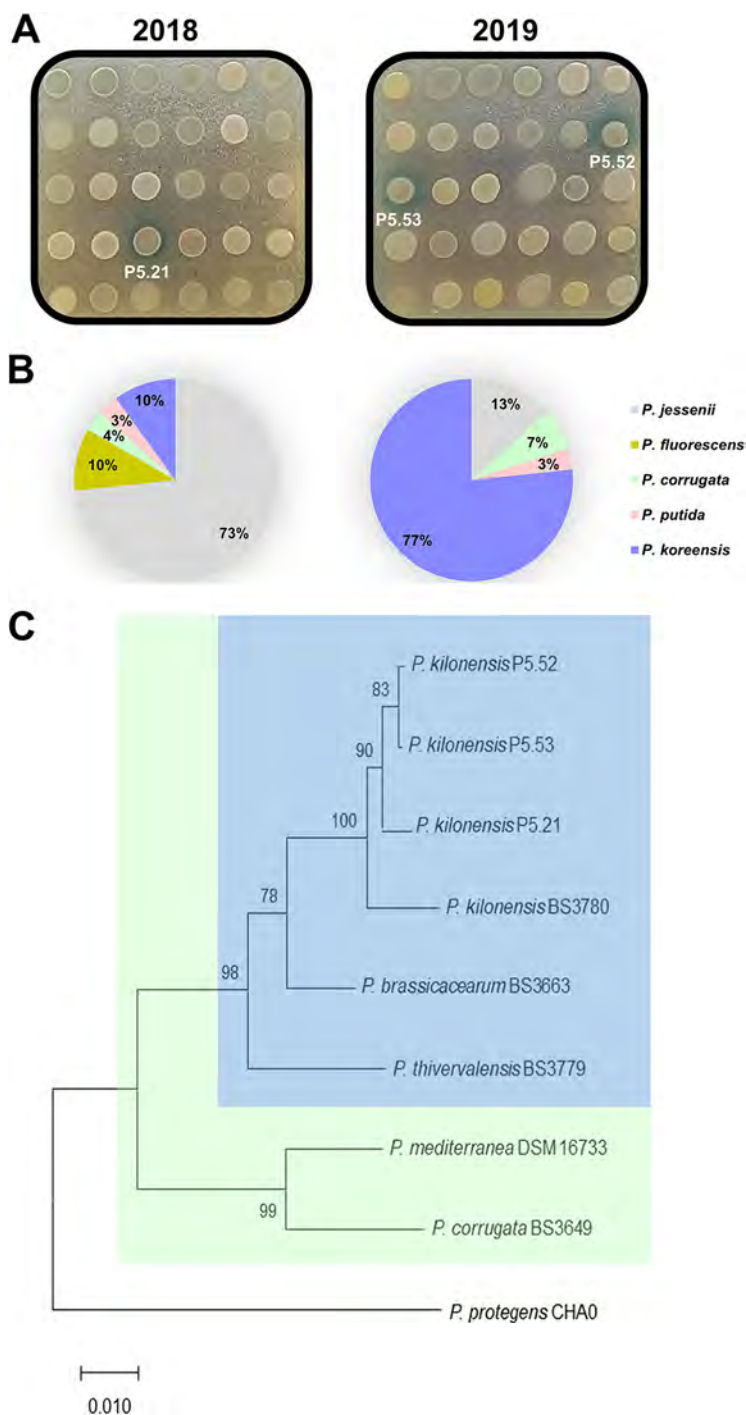 A
2018
2019
P5.21
P5.52
P5.53
B
10%
3%
4%
10%
73%
13%
7%
3%
77%
P. jessenii
P. fluorescens
P. corrugata
P. putida
P. koreensis
C
P. kilonensis P5.52
83
P. kilonensis P5.53
90
P. kilonensis P5.21
100
P. kilonensis BS3780
78
P. brassicacearum BS3663
98
P. thivervalensis BS3779
P. mediterranea DSM 16733
99
P. corrugata BS3649
P. protegens CHA0
0.010